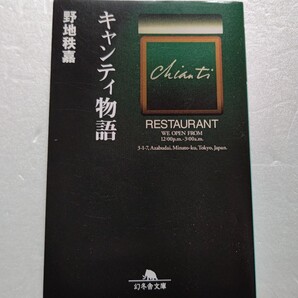 キャンティ物語
野地秩嘉
Chianti
RESTAURANT
WE OPEN FROM
12:00p.m.-3:00a.m.
3-1-7, Azabudai, Minato-ku, Tokyo, Japan.
幻冬舎文庫